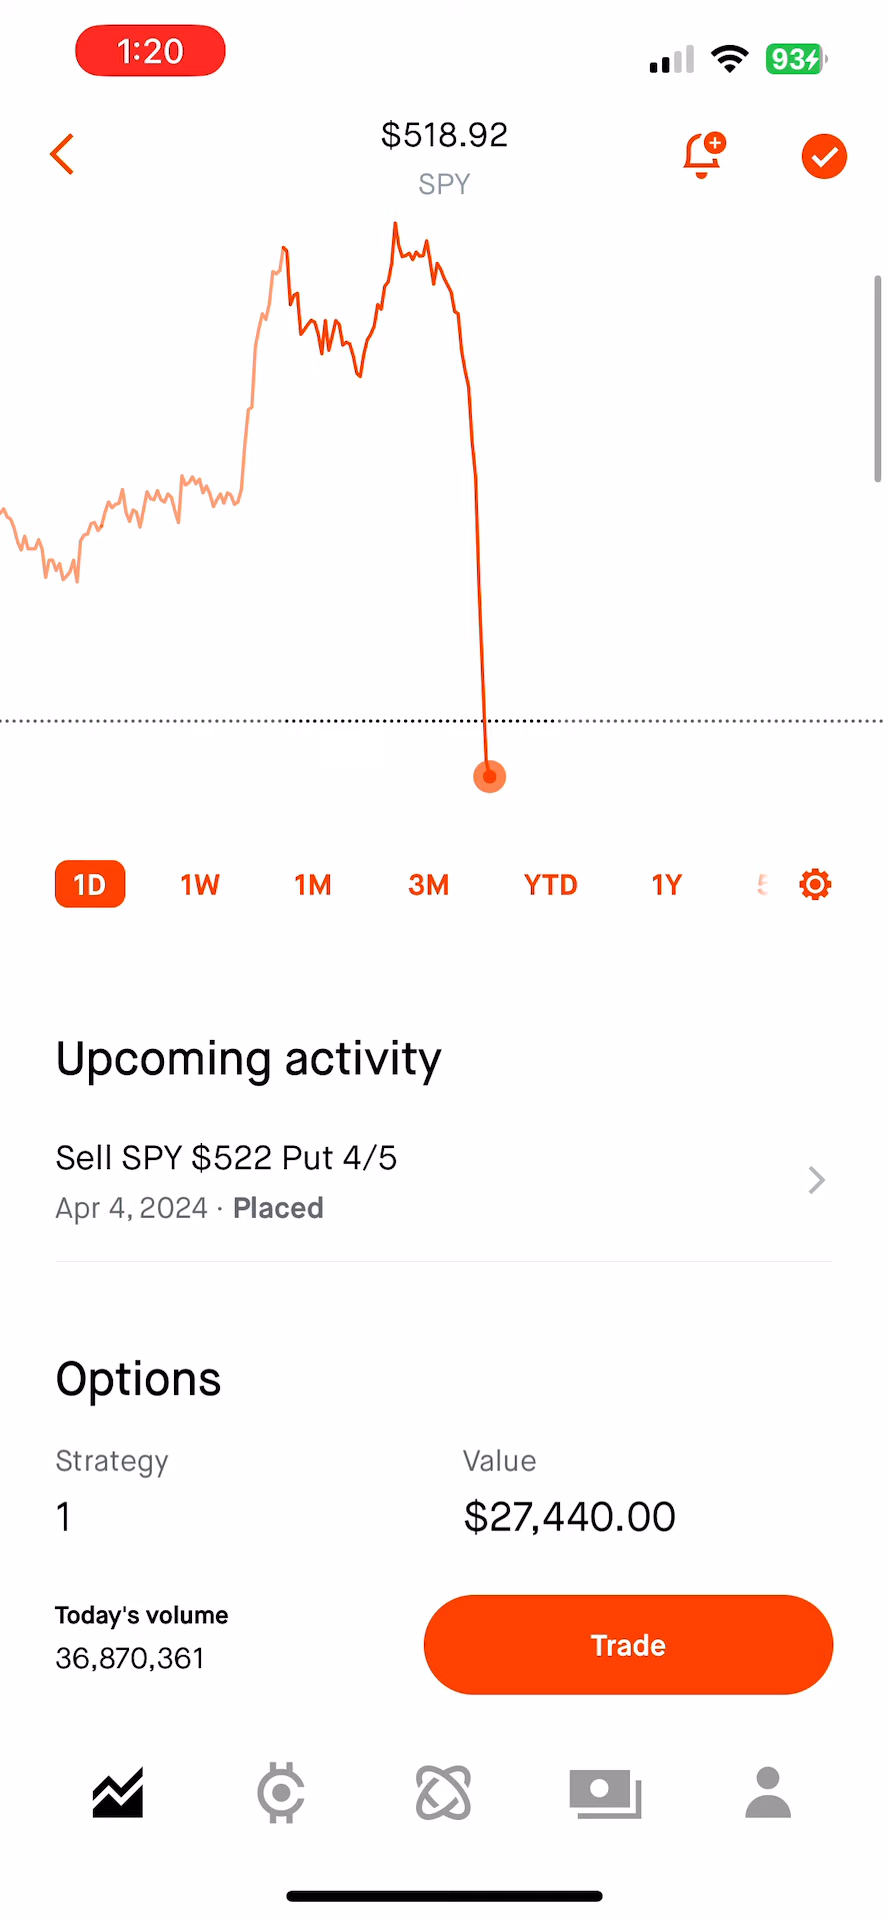 1:20
93
$518.92
SPY
1D 1W 1M 3M YTD 1Y
Upcoming activity
Sell SPY $522 Put 4/5
Apr 4, 2024 · Placed
Options
Strategy Value
1 $27,440.00
Today's volume
36,870,361
Trade